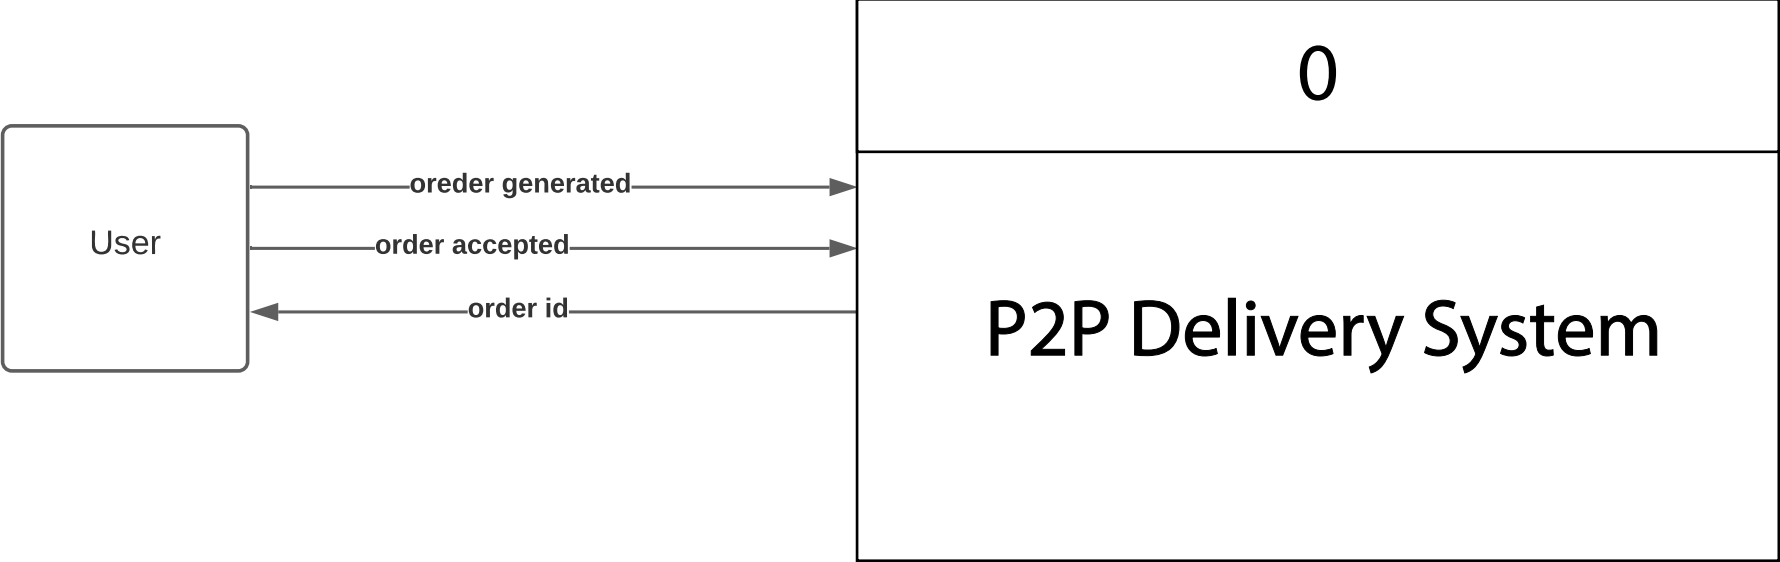 0
User
oreder generated
order accepted
order id
P2P Delivery System